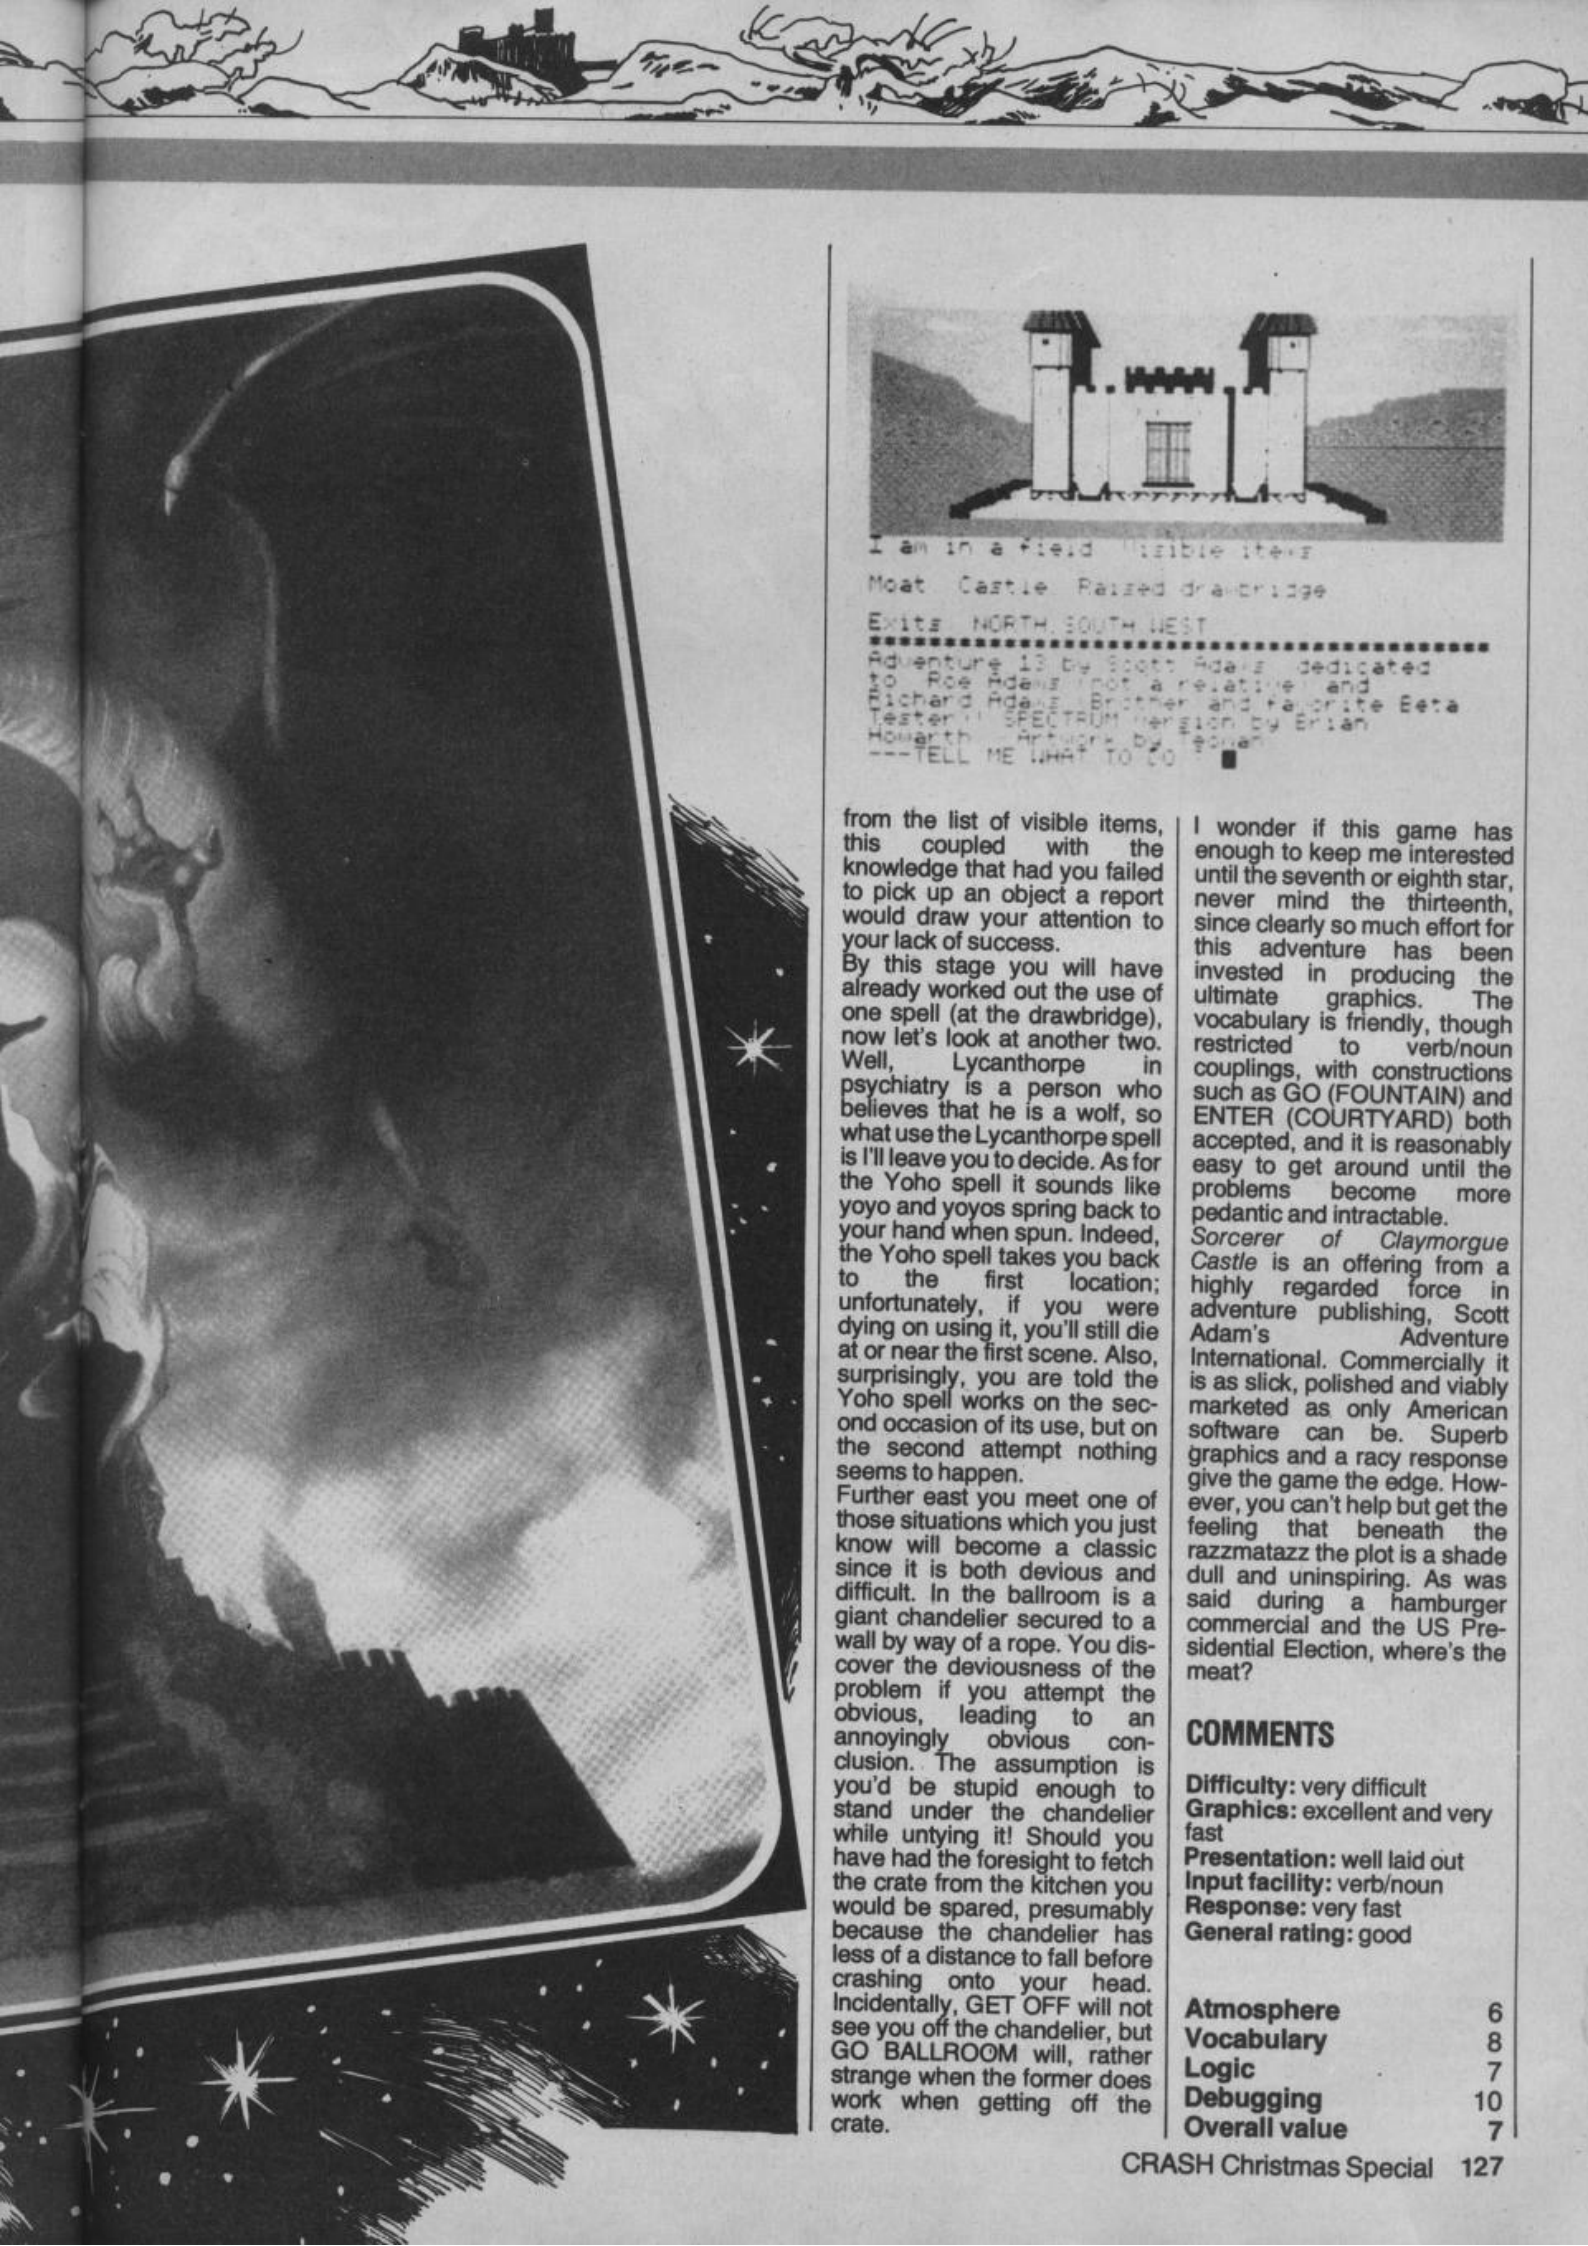 I am in a field Visible items
Moat Castle Raised drawbridge
Exits NORTH SOUTH WEST
Adventure 13 by Scott Adams dedicated
to Roe Adams not a relative and
Richard Adams Brother and favorite Beta
Tester SPECTRUM version by Brian
Howarth Artwork by Teoman
---TELL ME WHAT TO DO
from the list of visible items,
this coupled with the
knowledge that had you failed
to pick up an object a report
would draw your attention to
your lack of success.
By this stage you will have
already worked out the use of
one spell (at the drawbridge),
now let's look at another two.
Well, Lycanthorpe in
psychiatry is a person who
believes that he is a wolf, so
what use the Lycanthorpe spell
is I'll leave you to decide. As for
the Yoho spell it sounds like
yoyo and yoyos spring back to
your hand when spun. Indeed,
the Yoho spell takes you back
to the first location;
unfortunately, if you were
dying on using it, you'll still die
at or near the first scene. Also,
surprisingly, you are told the
Yoho spell works on the sec-
ond occasion of its use, but on
the second attempt nothing
seems to happen.
Further east you meet one of
those situations which you just
know will become a classic
since it is both devious and
difficult. In the ballroom is a
giant chandelier secured to a
wall by way of a rope. You dis-
cover the deviousness of the
problem if you attempt the
obvious, leading to an
annoyingly obvious con-
clusion. The assumption is
you'd be stupid enough to
stand under the chandelier
while untying it! Should you
have had the foresight to fetch
the crate from the kitchen you
would be spared, presumably
because the chandelier has
less of a distance to fall before
crashing onto your head.
Incidentally, GET OFF will not
see you off the chandelier, but
GO BALLROOM will, rather
strange when the former does
work when getting off the
crate.
I wonder if this game has
enough to keep me interested
until the seventh or eighth star,
never mind the thirteenth,
since clearly so much effort for
this adventure has been
invested in producing the
ultimate graphics. The
vocabulary is friendly, though
restricted to verb/noun
couplings, with constructions
such as GO (FOUNTAIN) and
ENTER (COURTYARD) both
accepted, and it is reasonably
easy to get around until the
problems become more
pedantic and intractable.
Sorcerer of Claymorgue
Castle is an offering from a
highly regarded force in
adventure publishing, Scott
Adam's Adventure
International. Commercially it
is as slick, polished and viably
marketed as only American
software can be. Superb
graphics and a racy response
give the game the edge. How-
ever, you can't help but get the
feeling that beneath the
razzmatazz the plot is a shade
dull and uninspiring. As was
said during a hamburger
commercial and the US Pre-
sidential Election, where's the
meat?
COMMENTS
Difficulty: very difficult
Graphics: excellent and very
fast
Presentation: well laid out
Input facility: verb/noun
Response: very fast
General rating: good
Atmosphere 6
Vocabulary 8
Logic 7
Debugging 10
Overall value 7
CRASH Christmas Special 127